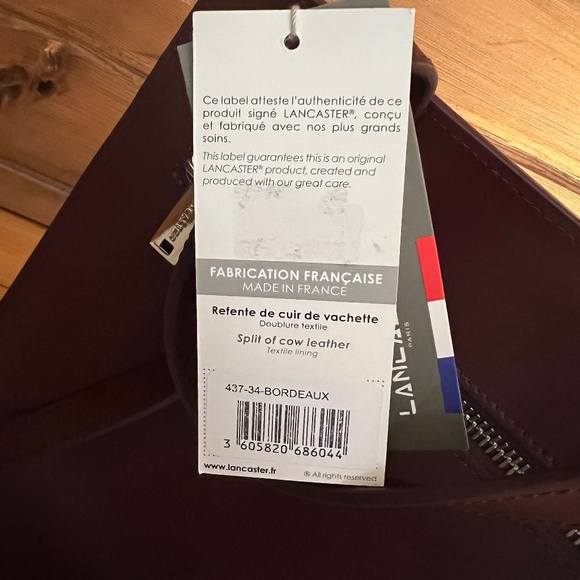 Ce label atteste l'authenticité de ce
produit signé LANCASTER®, conçu
et fabriqué avec nos plus grands
soins.
This label guarantees this is an original
LANCASTER® product, created and
produced with our great care.
FABRICATION FRANÇAISE
MADE IN FRANCE
Refente de cuir de vachette
Doublure textile
Split of cow leather
Textile lining
437-34-BORDEAUX
3 605820 686044
www.lancaster.fr
® All rights reserved
PARIS